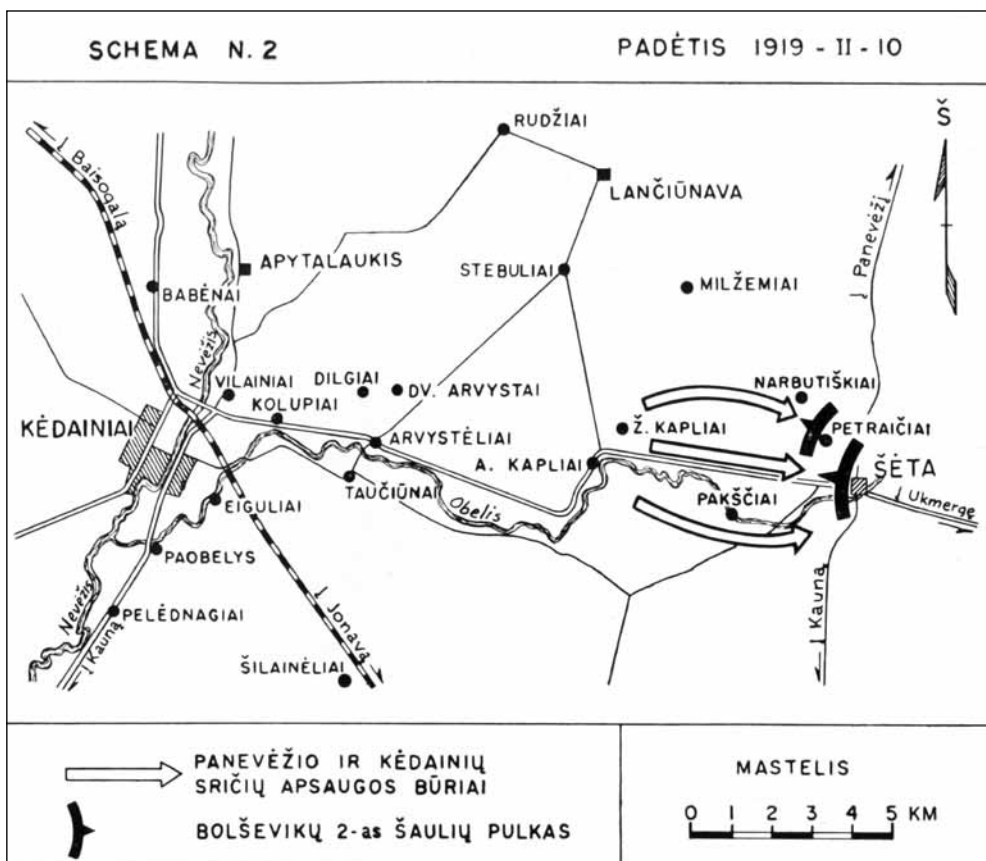 SCHEMA N. 2
PADĖTIS 1919 - II - 10
RUDŽIAI
Š
Į Baisogalą
LANČIŪNAVA
Į Panevėžį
APYTALAUKIS
STEBULIAI
MILŽEMIAI
BABĖNAI
Nevėžis
VILAINIAI
DILGIAI
DV. ARVYSTAI
NARBUTIŠKIAI
KOLUPIAI
KĖDAINIAI
ARVYSTĖLIAI
Ž. KAPLIAI
PETRAIČIAI
A. KAPLIAI
ŠĖTA
TAUČIŪNAI
Obelis
PAKŠČIAI
Į Ukmergę
EIGULIAI
PAOBELYS
Nevėžis
PELĖDNAGIAI
Į Kauną
Į Jonavą
Į Kauną
ŠILAINĖLIAI
PANEVĖŽIO IR KĖDAINIŲ
SRIČIŲ APSAUGOS BŪRIAI
BOLŠEVIKŲ 2-as ŠAULIŲ PULKAS
MASTELIS
0 1 2 3 4 5 KM